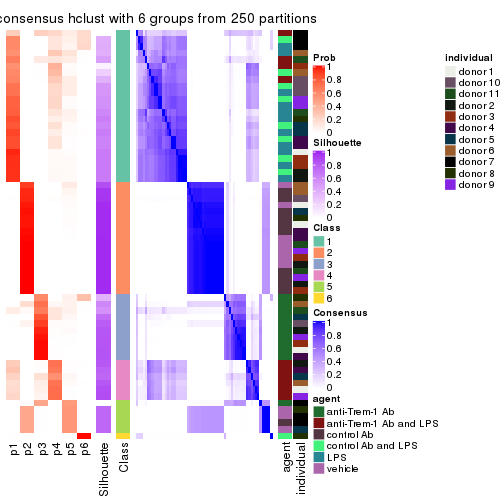 consensus hclust with 6 groups from 250 partitions
Prob
1
0.8
0.6
0.4
0.2
0
Silhouette
1
0.8
0.6
0.4
0.2
0
Class
1
2
3
4
5
6
Consensus
1
0.8
0.6
0.4
0.2
0
agent
anti-Trem-1 Ab
anti-Trem-1 Ab and LPS
control Ab
control Ab and LPS
LPS
vehicle
individual
donor 1
donor 10
donor 11
donor 2
donor 3
donor 4
donor 5
donor 6
donor 7
donor 8
donor 9
p1
p2
p3
p4
p5
p6
Silhouette
Class
agent
individual